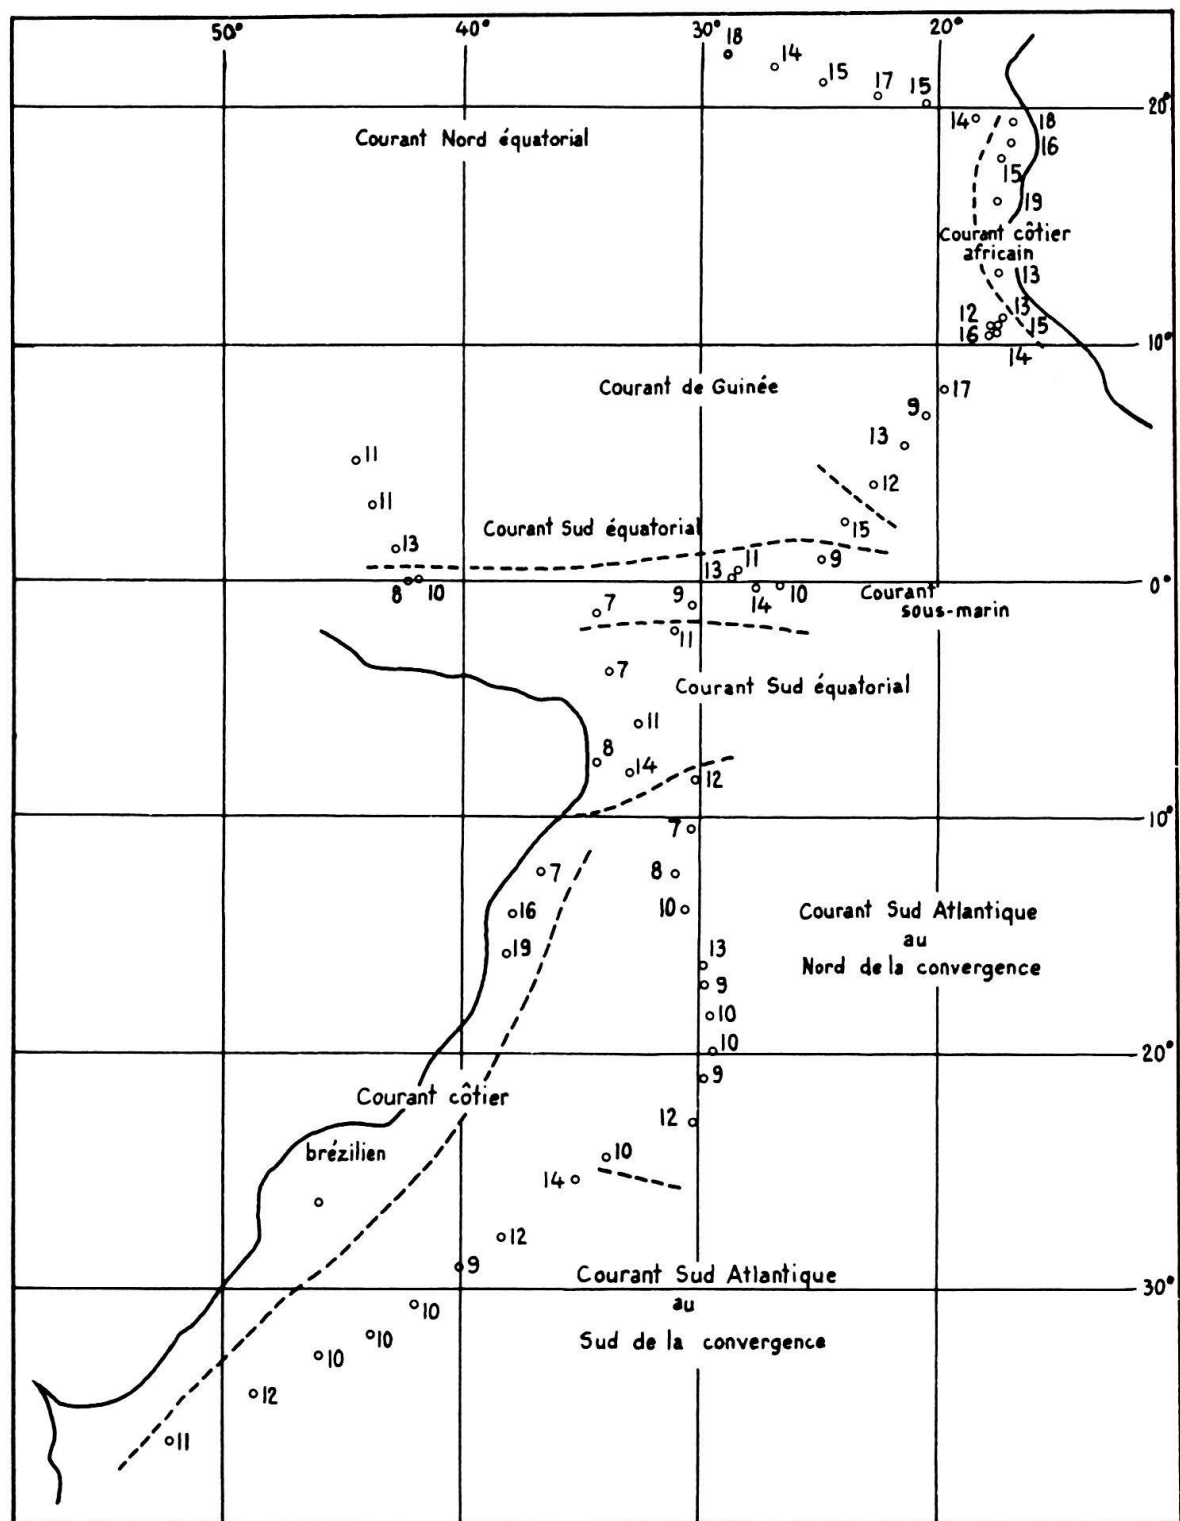 50° 40° 30° 20°
18 14 15 17 15
20°
14 18
Courant Nord équatorial
16
15
19
Courant côtier
africain
13
12 13
16 15
10°
14
Courant de Guinée
17
9
13
11
12
11
Courant Sud équatorial
15
13
13 11
8 10
14 10
0°
Courant
sous-marin
7 9
11
7
Courant Sud équatorial
11
8
14
12
10°
7
7
8
16
10
Courant Sud Atlantique
au
Nord de la convergence
19
13
9
10
10
20°
9
Courant côtier
12
brézilien
10
14
12
9
Courant Sud Atlantique
au
Sud de la convergence
30°
10
10
10
12
11